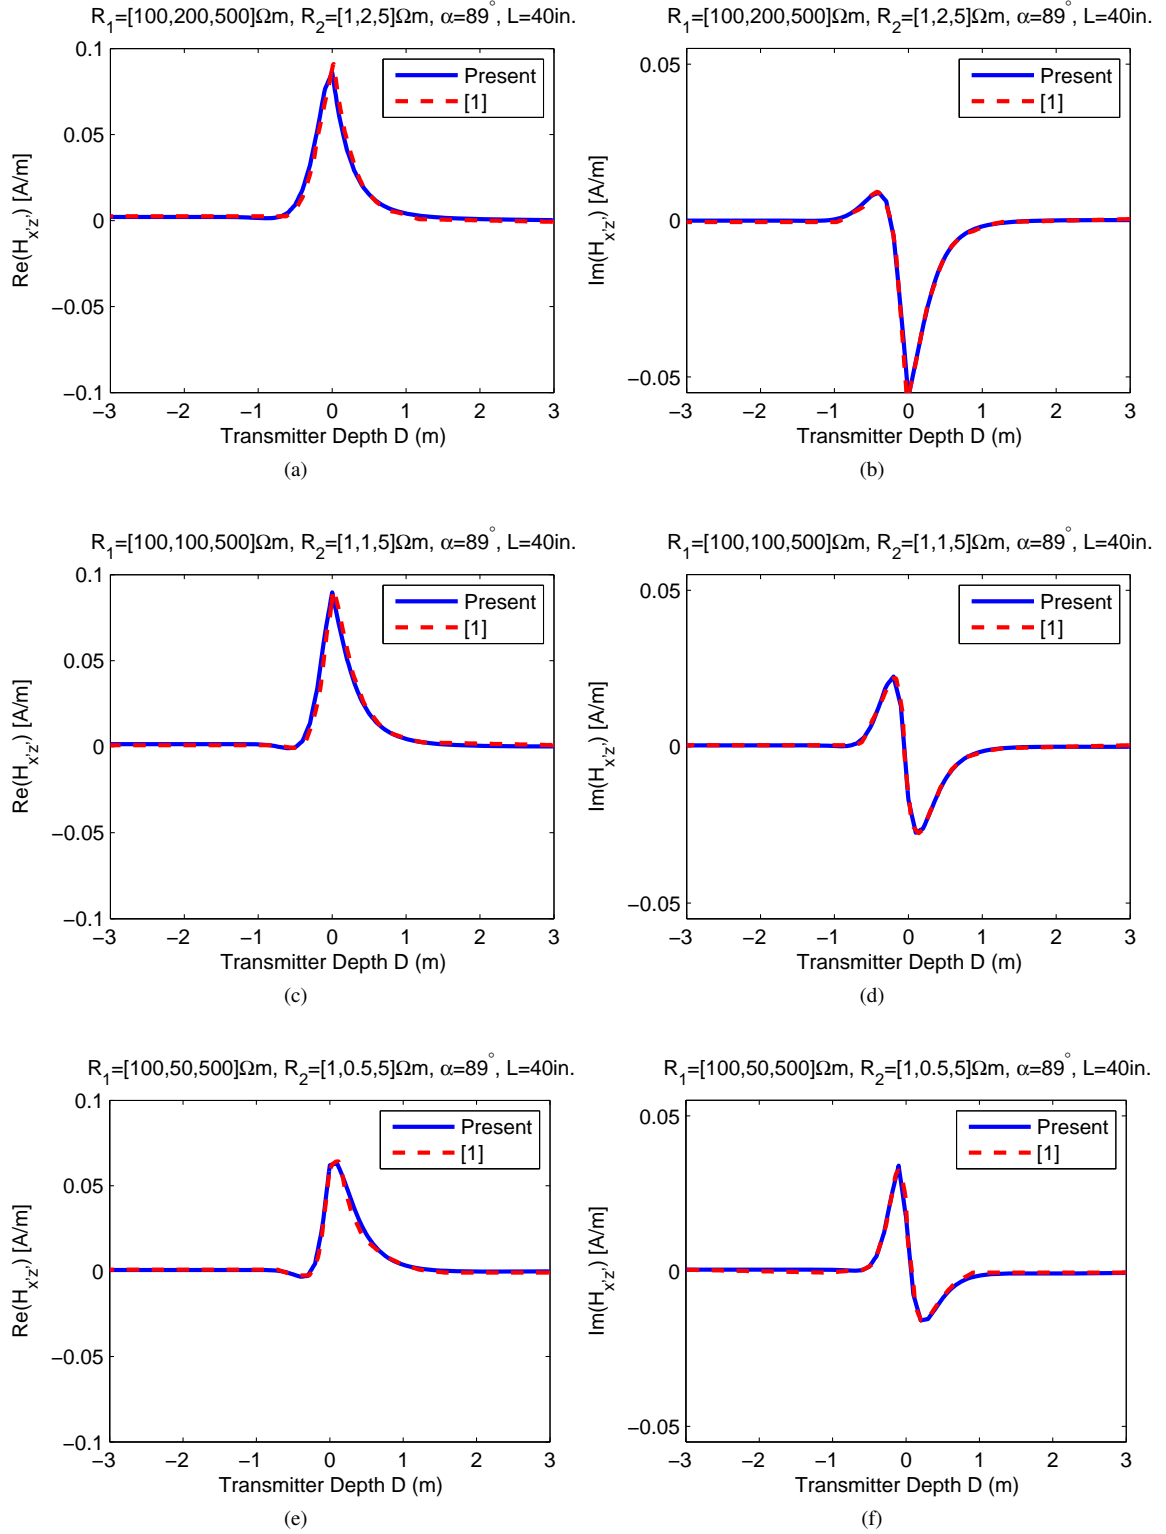 R1=[100,200,500]Ωm, R2=[1,2,5]Ωm, α=89°, L=40in.
0.1
0.05
0
−0.05
−0.1
Re(Hx'z') [A/m]
Present
[1]
−3 −2 −1 0 1 2 3
Transmitter Depth D (m)
(a)
R1=[100,200,500]Ωm, R2=[1,2,5]Ωm, α=89°, L=40in.
0.05
0
−0.05
Im(Hx'z') [A/m]
Present
[1]
−3 −2 −1 0 1 2 3
Transmitter Depth D (m)
(b)
R1=[100,100,500]Ωm, R2=[1,1,5]Ωm, α=89°, L=40in.
0.1
0.05
0
−0.05
−0.1
Re(Hx'z') [A/m]
Present
[1]
−3 −2 −1 0 1 2 3
Transmitter Depth D (m)
(c)
R1=[100,100,500]Ωm, R2=[1,1,5]Ωm, α=89°, L=40in.
0.05
0
−0.05
Im(Hx'z') [A/m]
Present
[1]
−3 −2 −1 0 1 2 3
Transmitter Depth D (m)
(d)
R1=[100,50,500]Ωm, R2=[1,0.5,5]Ωm, α=89°, L=40in.
0.1
0.05
0
−0.05
−0.1
Re(Hx'z') [A/m]
Present
[1]
−3 −2 −1 0 1 2 3
Transmitter Depth D (m)
(e)
R1=[100,50,500]Ωm, R2=[1,0.5,5]Ωm, α=89°, L=40in.
0.05
0
−0.05
Im(Hx'z') [A/m]
Present
[1]
−3 −2 −1 0 1 2 3
Transmitter Depth D (m)
(f)